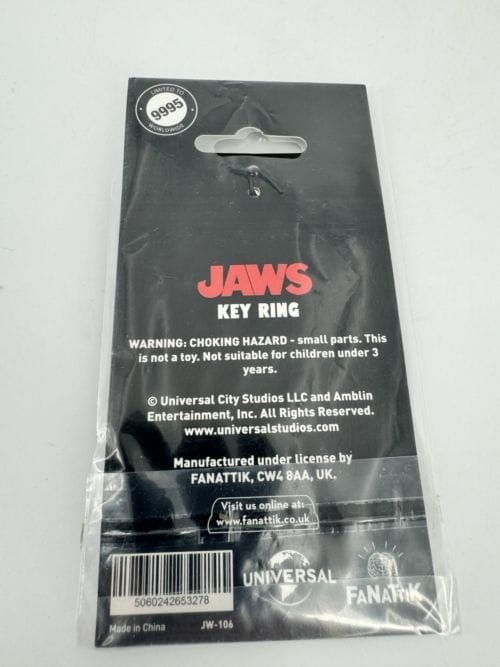 LIMITED TO
9995
WORLDWIDE
JAWS
KEY RING
WARNING: CHOKING HAZARD - small parts. This
is not a toy. Not suitable for children under 3
years.
© Universal City Studios LLC and Amblin
Entertainment, Inc. All Rights Reserved.
www.universalstudios.com
Manufactured under license by
FANATTIK, CW4 8AA, UK.
Visit us online at:
www.fanattik.co.uk
UNIVERSAL
FANATTIK
5060242653278
Made in China
JW-106